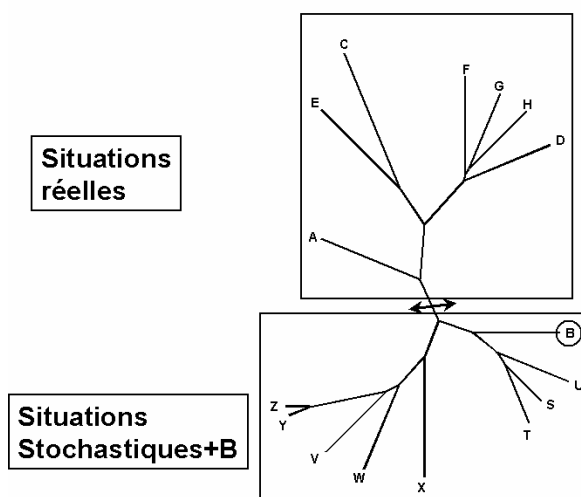 C
F
G
E
H
D
Situations
réelles
A
B
U
Z
S
Y
T
Situations
Stochastiques+B
V
W
X